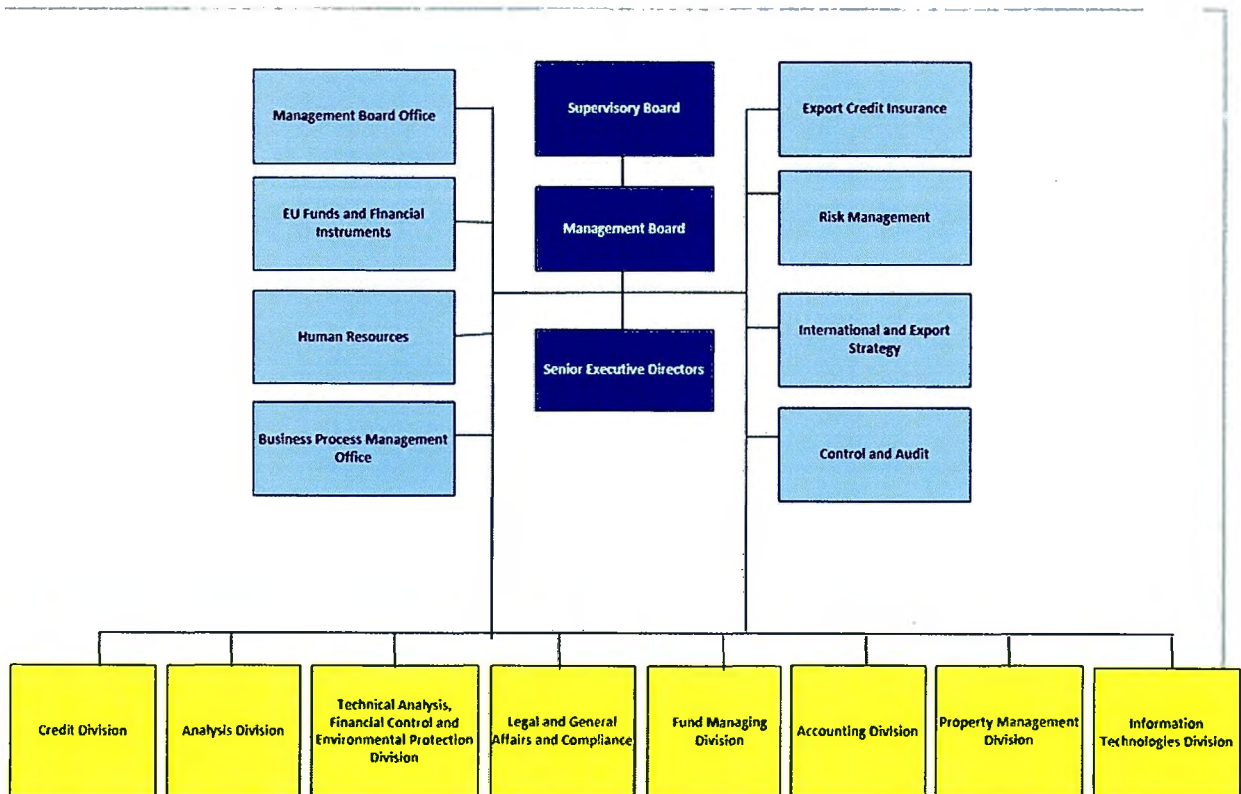 Management Board Office
Supervisory Board
Export Credit Insurance
EU Funds and Financial
Instruments
Management Board
Risk Management
Human Resources
Senior Executive Directors
International and Export
Strategy
Business Process Management
Office
Control and Audit
Credit Division
Analysis Division
Technical Analysis,
Financial Control and
Environmental Protection
Division
Legal and General
Affairs and Compliance
Fund Managing
Division
Accounting Division
Property Management
Division
Information
Technologies Division